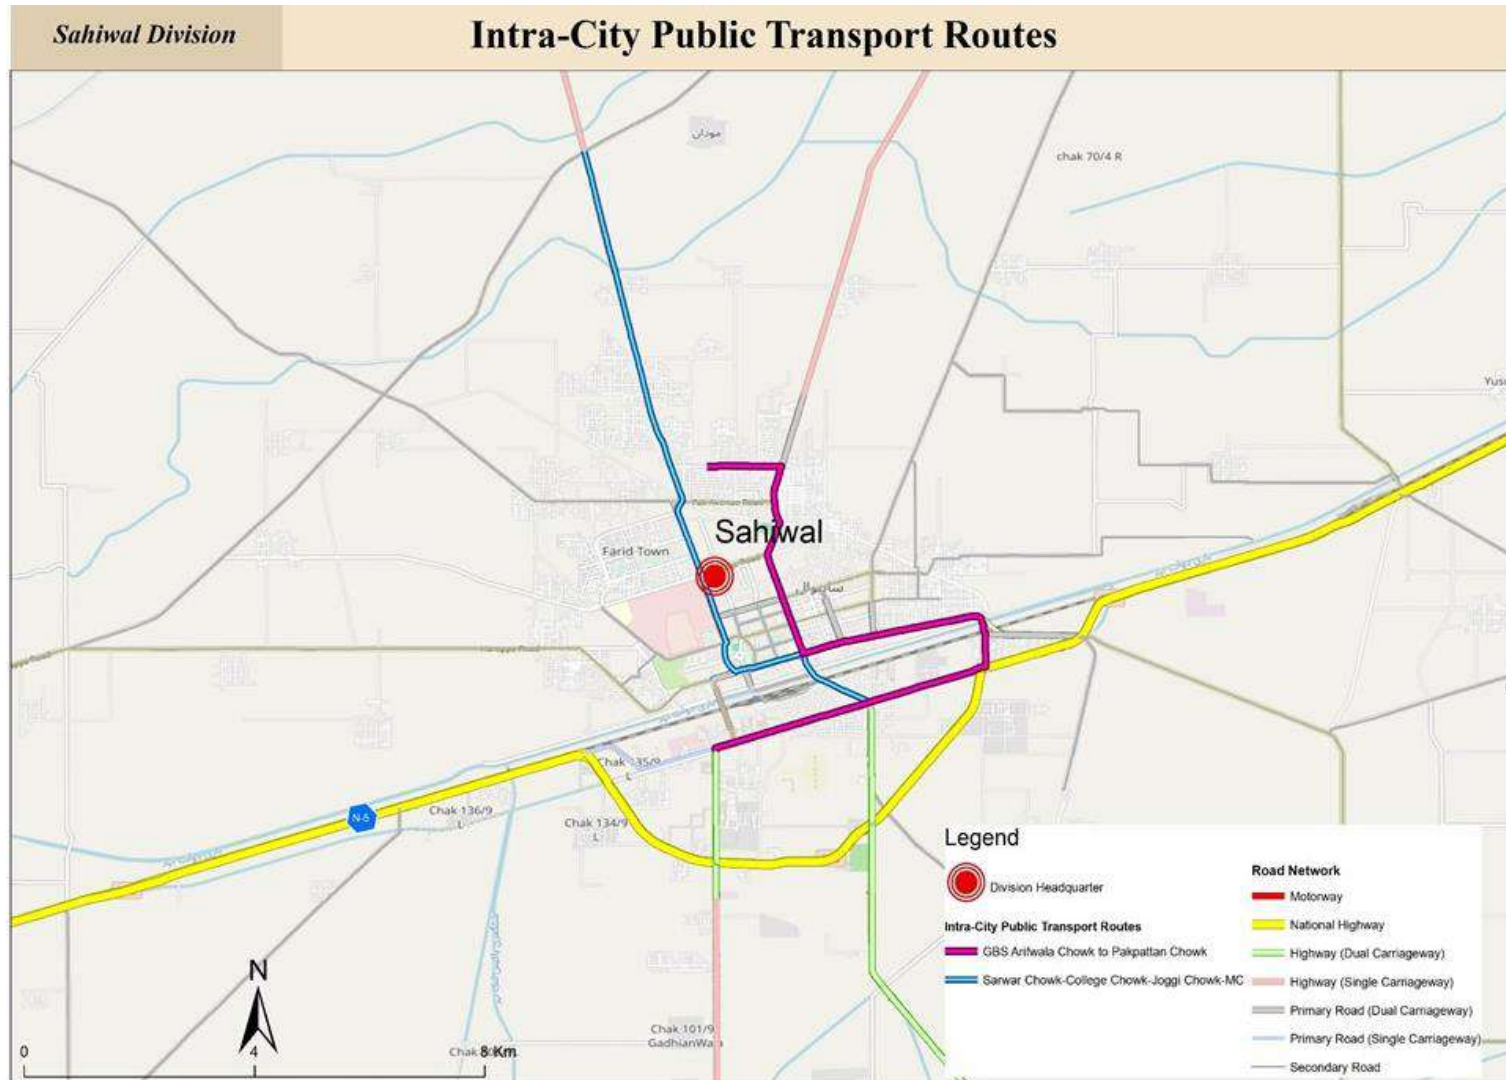 Sahiwal Division
Intra-City Public Transport Routes
chak 70/4 R
Sahiwal
Farid Town
ساہیوال
Chak 135/9
L
N-5
Chak 136/9
L
Chak 134/9
L
Chak 101/9
N
0
4
8 Km
Legend
Division Headquarter
Intra-City Public Transport Routes
GBS Arifwala Chowk to Pakpattan Chowk
Sarwar Chowk-College Chowk-Joggi Chowk-MC
Road Network
Motorway
National Highway
Highway (Dual Carriageway)
Highway (Single Carriageway)
Primary Road (Dual Carriageway)
Primary Road (Single Carriageway)
Secondary Road